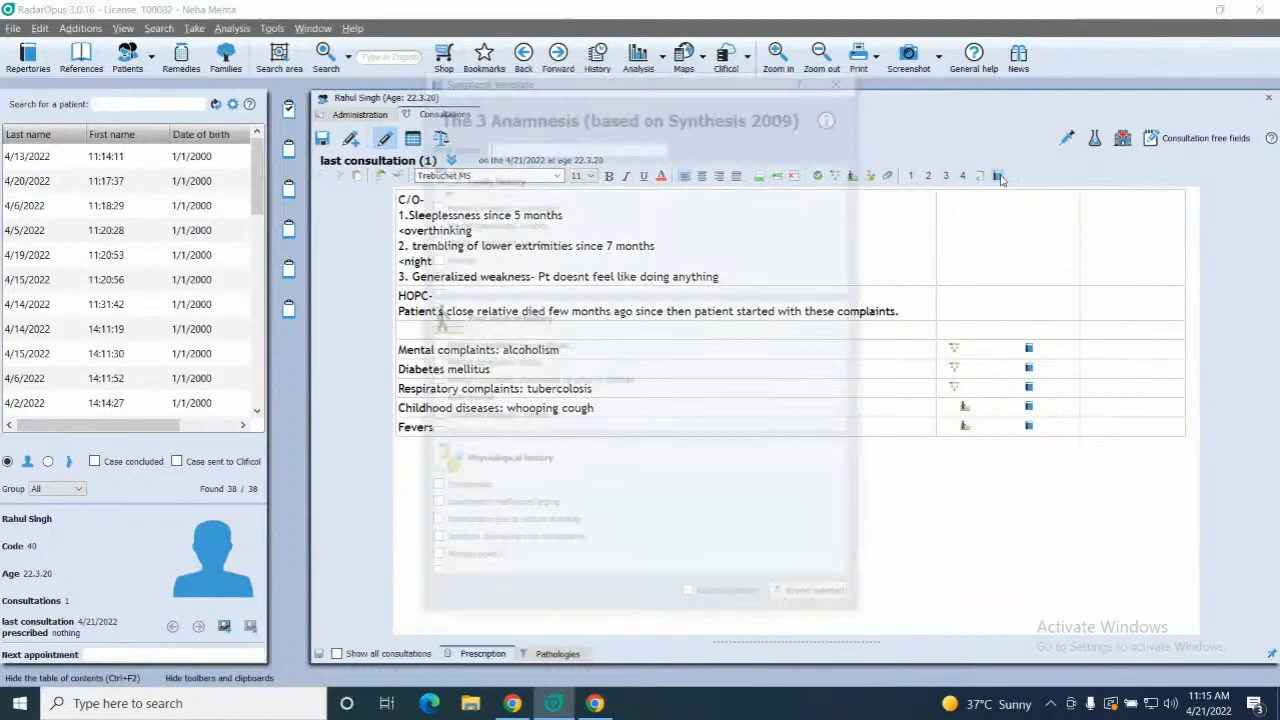 RadarOpus 3.0.16 - License: 100082 - Neha Menta
File Edit Additions View Search Take Analysis Tools Window Help
Repertories References Patients Remedies Families Search area Search Type in English Shop Bookmarks Back Forward History Analysis Maps Clificol Zoom in Zoom out Print Screenshot General help News
Search for a patient:
Last name First name Date of birth
4/13/2022 11:14:11 1/1/2000
4/20/2022 11:17:37 1/1/2000
4/6/2022 11:18:29 1/1/2000
4/5/2022 11:20:28 1/1/2000
4/19/2022 11:20:53 1/1/2000
4/15/2022 11:20:56 1/1/2000
4/14/2022 11:31:42 1/1/2000
4/14/2022 14:11:19 1/1/2000
4/15/2022 14:11:30 1/1/2000
4/6/2022 14:11:52 1/1/2000
4/2/2022 14:14:27 1/1/2000
Case concluded Case sent to Clificol
Group All Found 38 / 38
Rahul Singh
Code 40
Age 22.3.20
Consultations 1
last consultation 4/21/2022
prescribed nothing
Next appointment
Rahul Singh (Age: 22.3.20)
Administration Consultations
The 3 Anamnesis (based on Synthesis 2009)
Consultation free fields
last consultation (1) on the 4/21/2022 at age 22.3.20
Trebuchet MS 11 B I U A 1 2 3 4
C/O-
1.Sleeplessness since 5 months
<overthinking
2. trembling of lower extrimities since 7 months
<night
3. Generalized weakness- Pt doesnt feel like doing anything
HOPC-
Patient's close relative died few months ago since then patient started with these complaints.
Mental complaints: alcoholism
Diabetes mellitus
Respiratory complaints: tubercolosis
Childhood diseases: whooping cough
Fevers
Physiological history
Activate Windows
Go to Settings to activate Windows.
Show all consultations Prescription Pathologies
Hide the table of contents (Ctrl+F2) Hide toolbars and clipboards
Type here to search
37°C Sunny
11:15 AM
4/21/2022
3